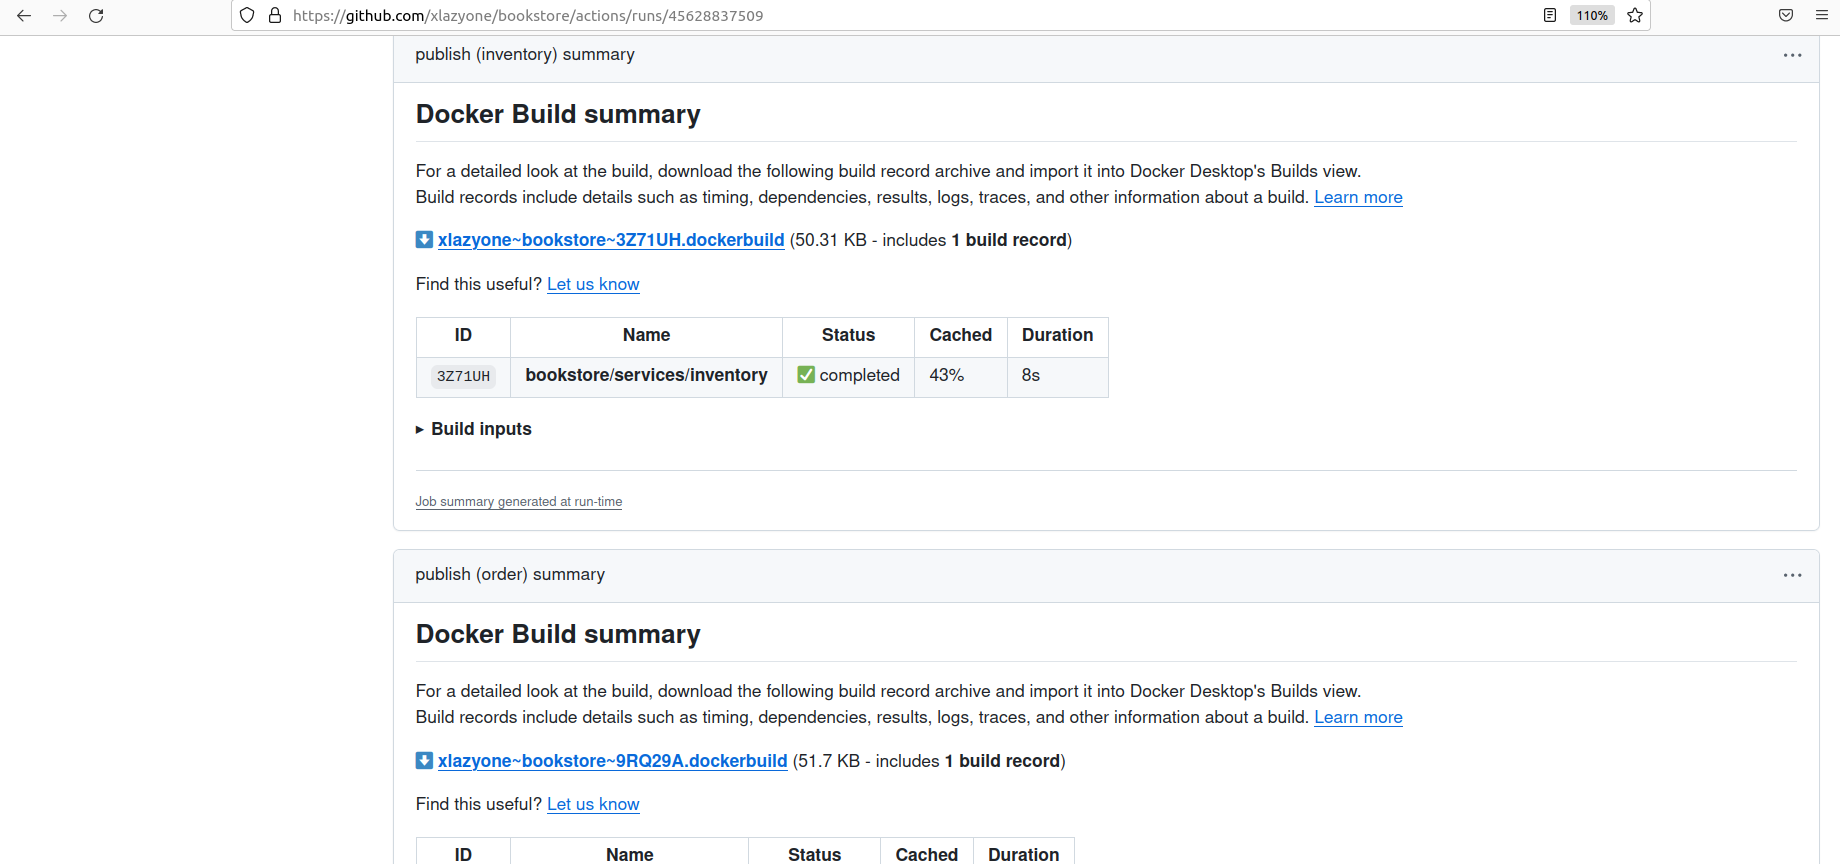 https://github.com/xlazyone/bookstore/actions/runs/45628837509
110%
publish (inventory) summary
Docker Build summary
For a detailed look at the build, download the following build record archive and import it into Docker Desktop's Builds view.
Build records include details such as timing, dependencies, results, logs, traces, and other information about a build. Learn more
xlazyone~bookstore~3Z71UH.dockerbuild (50.31 KB - includes 1 build record)
Find this useful? Let us know
ID Name Status Cached Duration
3Z71UH bookstore/services/inventory ✅ completed 43% 8s
Build inputs
Job summary generated at run-time
publish (order) summary
Docker Build summary
For a detailed look at the build, download the following build record archive and import it into Docker Desktop's Builds view.
Build records include details such as timing, dependencies, results, logs, traces, and other information about a build. Learn more
xlazyone~bookstore~9RQ29A.dockerbuild (51.7 KB - includes 1 build record)
Find this useful? Let us know
ID Name Status Cached Duration